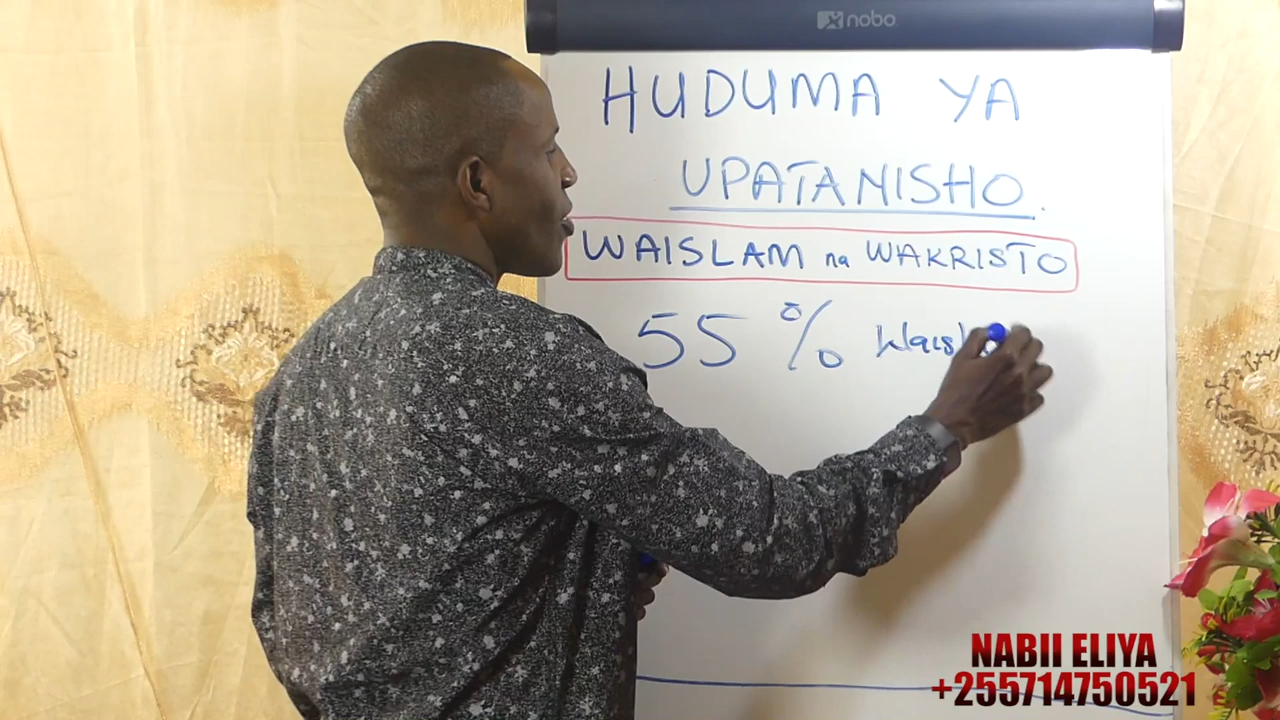 nobo
HUDUMA YA
UPATANISHO.
WAISLAM na WAKRISTO
55 %
NABII ELIYA
+255714750521